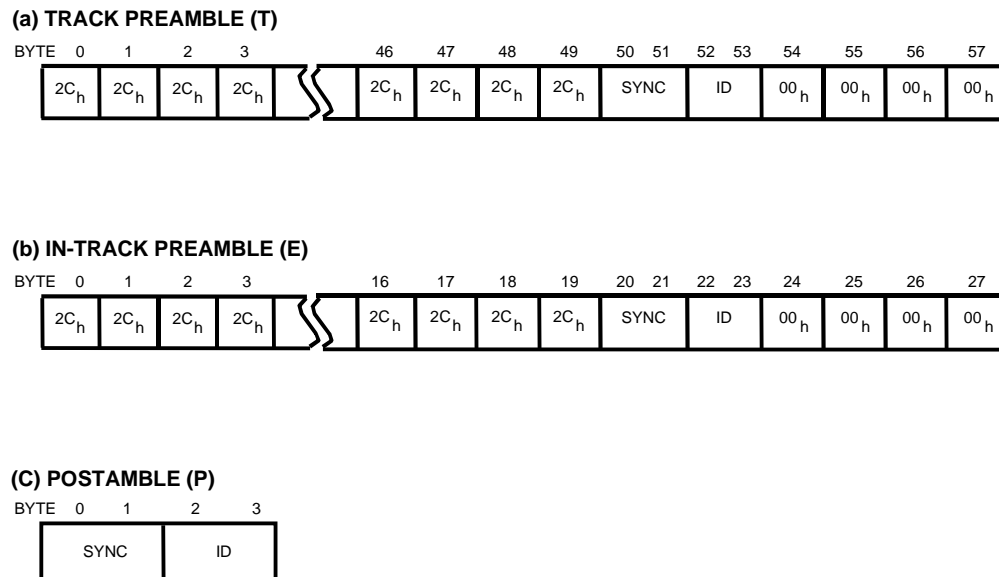 (a) TRACK PREAMBLE (T)
BYTE 0 1 2 3 46 47 48 49 50 51 52 53 54 55 56 57
2Ch 2Ch 2Ch 2Ch 2Ch 2Ch 2Ch 2Ch SYNC ID 00h 00h 00h 00h
(b) IN-TRACK PREAMBLE (E)
BYTE 0 1 2 3 16 17 18 19 20 21 22 23 24 25 26 27
2Ch 2Ch 2Ch 2Ch 2Ch 2Ch 2Ch 2Ch SYNC ID 00h 00h 00h 00h
(C) POSTAMBLE (P)
BYTE 0 1 2 3
SYNC ID